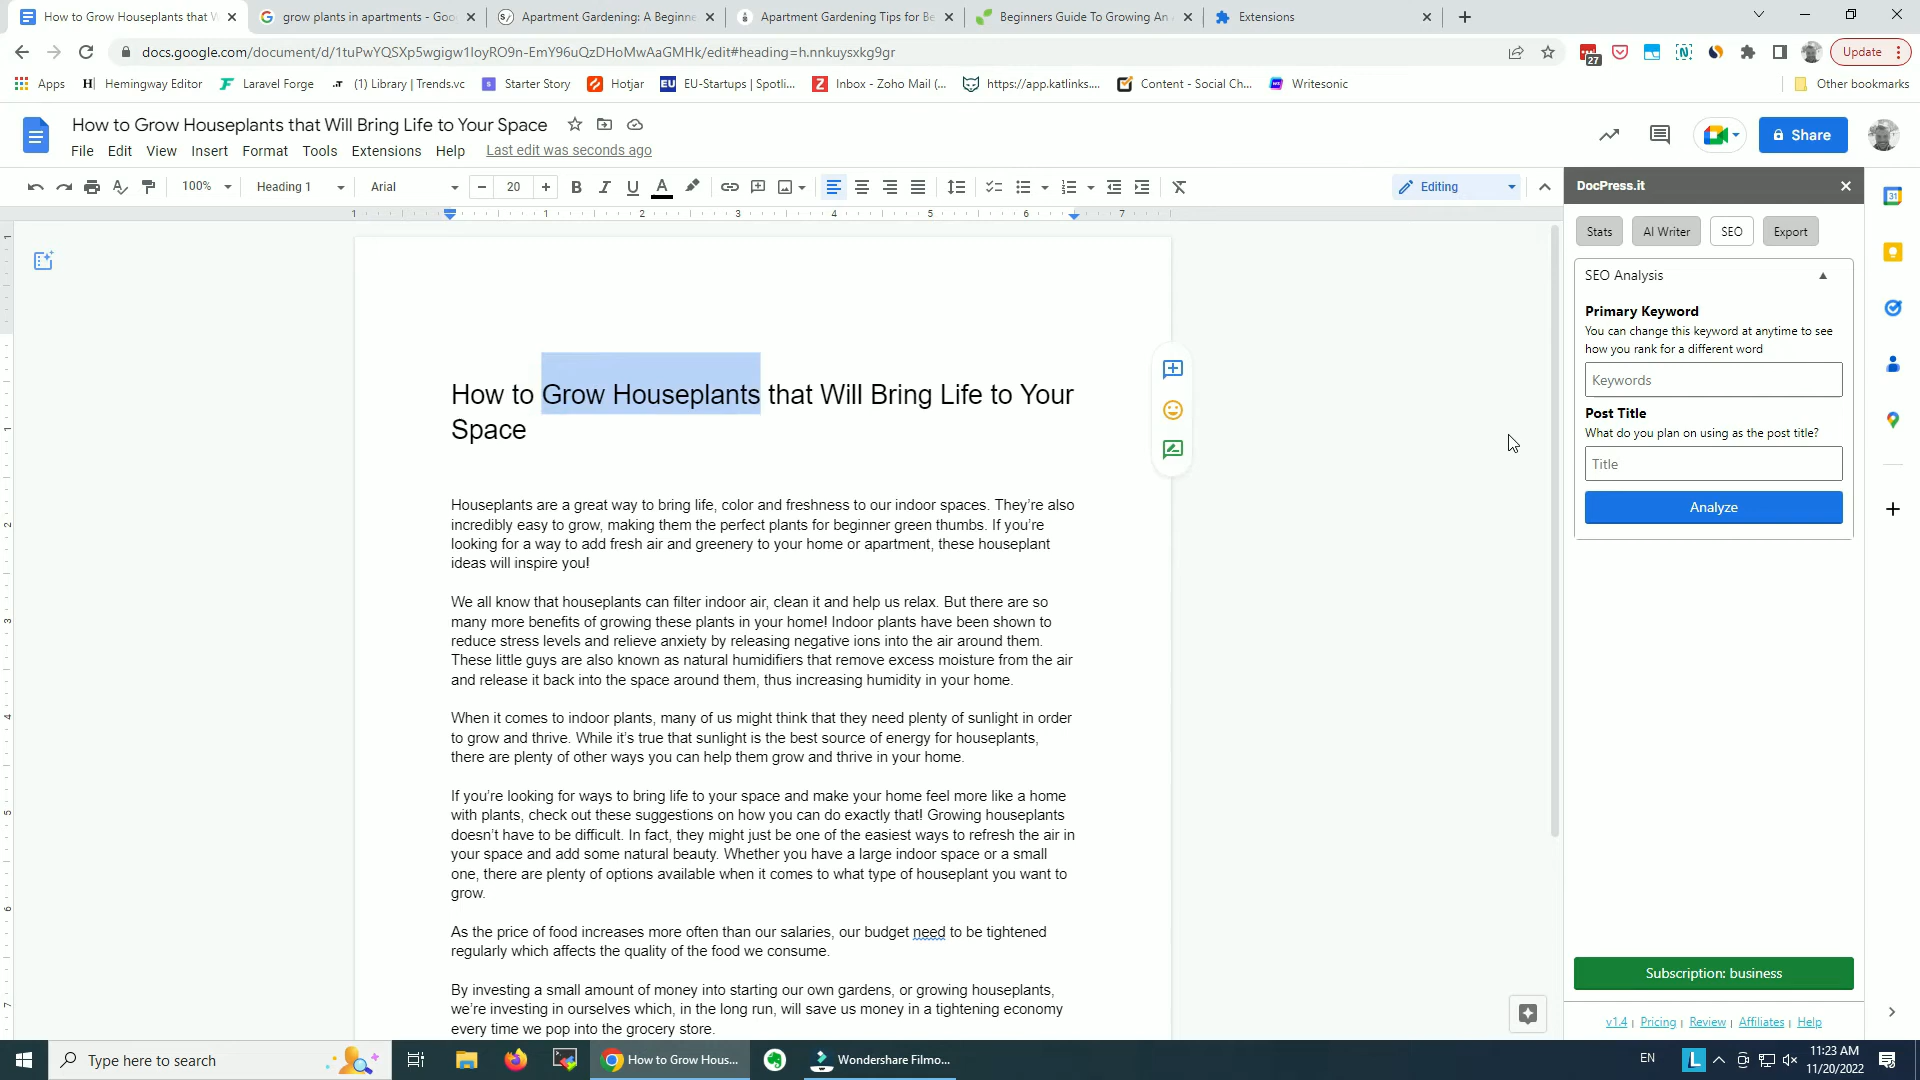 How to Grow Houseplants that W
grow plants in apartments - Goo
Apartment Gardening: A Beginne
Apartment Gardening Tips for Be
Beginners Guide To Growing An
Extensions
docs.google.com/document/d/1tuPwYQSXp5wgigw1IoyRO9n-EmY96uQzDHoMwAaGMHk/edit#heading=h.nnkuysxkg9gr
27
Update
Apps
Hemingway Editor
Laravel Forge
(1) Library | Trends.vc
Starter Story
Hotjar
EU-Startups | Spotli...
Inbox - Zoho Mail (...
https://app.katlinks....
Content - Social Ch...
Writesonic
Other bookmarks
How to Grow Houseplants that Will Bring Life to Your Space
File Edit View Insert Format Tools Extensions Help Last edit was seconds ago
Share
100% Heading 1 Arial 20 Editing
1 1 2 3 4 5 6 7
How to Grow Houseplants that Will Bring Life to Your
Space
Houseplants are a great way to bring life, color and freshness to our indoor spaces. They're also
incredibly easy to grow, making them the perfect plants for beginner green thumbs. If you're
looking for a way to add fresh air and greenery to your home or apartment, these houseplant
ideas will inspire you!
We all know that houseplants can filter indoor air, clean it and help us relax. But there are so
many more benefits of growing these plants in your home! Indoor plants have been shown to
reduce stress levels and relieve anxiety by releasing negative ions into the air around them.
These little guys are also known as natural humidifiers that remove excess moisture from the air
and release it back into the space around them, thus increasing humidity in your home.
When it comes to indoor plants, many of us might think that they need plenty of sunlight in order
to grow and thrive. While it's true that sunlight is the best source of energy for houseplants,
there are plenty of other ways you can help them grow and thrive in your home.
If you're looking for ways to bring life to your space and make your home feel more like a home
with plants, check out these suggestions on how you can do exactly that! Growing houseplants
doesn't have to be difficult. In fact, they might just be one of the easiest ways to refresh the air in
your space and add some natural beauty. Whether you have a large indoor space or a small
one, there are plenty of options available when it comes to what type of houseplant you want to
grow.
As the price of food increases more often than our salaries, our budget need to be tightened
regularly which affects the quality of the food we consume.
By investing a small amount of money into starting our own gardens, or growing houseplants,
we're investing in ourselves which, in the long run, will save us money in a tightening economy
every time we pop into the grocery store.
DocPress.it
Stats AI Writer SEO Export
SEO Analysis
Primary Keyword
You can change this keyword at anytime to see
how you rank for a different word
Keywords
Post Title
What do you plan on using as the post title?
Title
Analyze
Subscription: business
v1.4 | Pricing | Review | Affiliates | Help
31
Type here to search
How to Grow Hous...
Wondershare Filmo...
EN
L
11:23 AM
11/20/2022